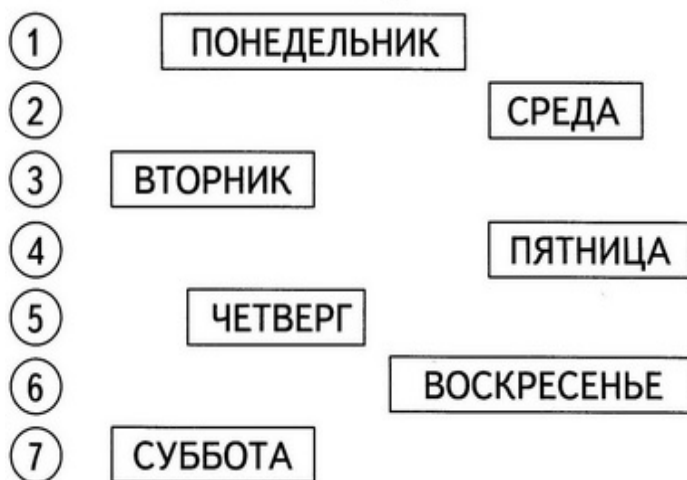 1 ПОНЕДЕЛЬНИК
2 СРЕДА
3 ВТОРНИК
4 ПЯТНИЦА
5 ЧЕТВЕРГ
6 ВОСКРЕСЕНЬЕ
7 СУББОТА